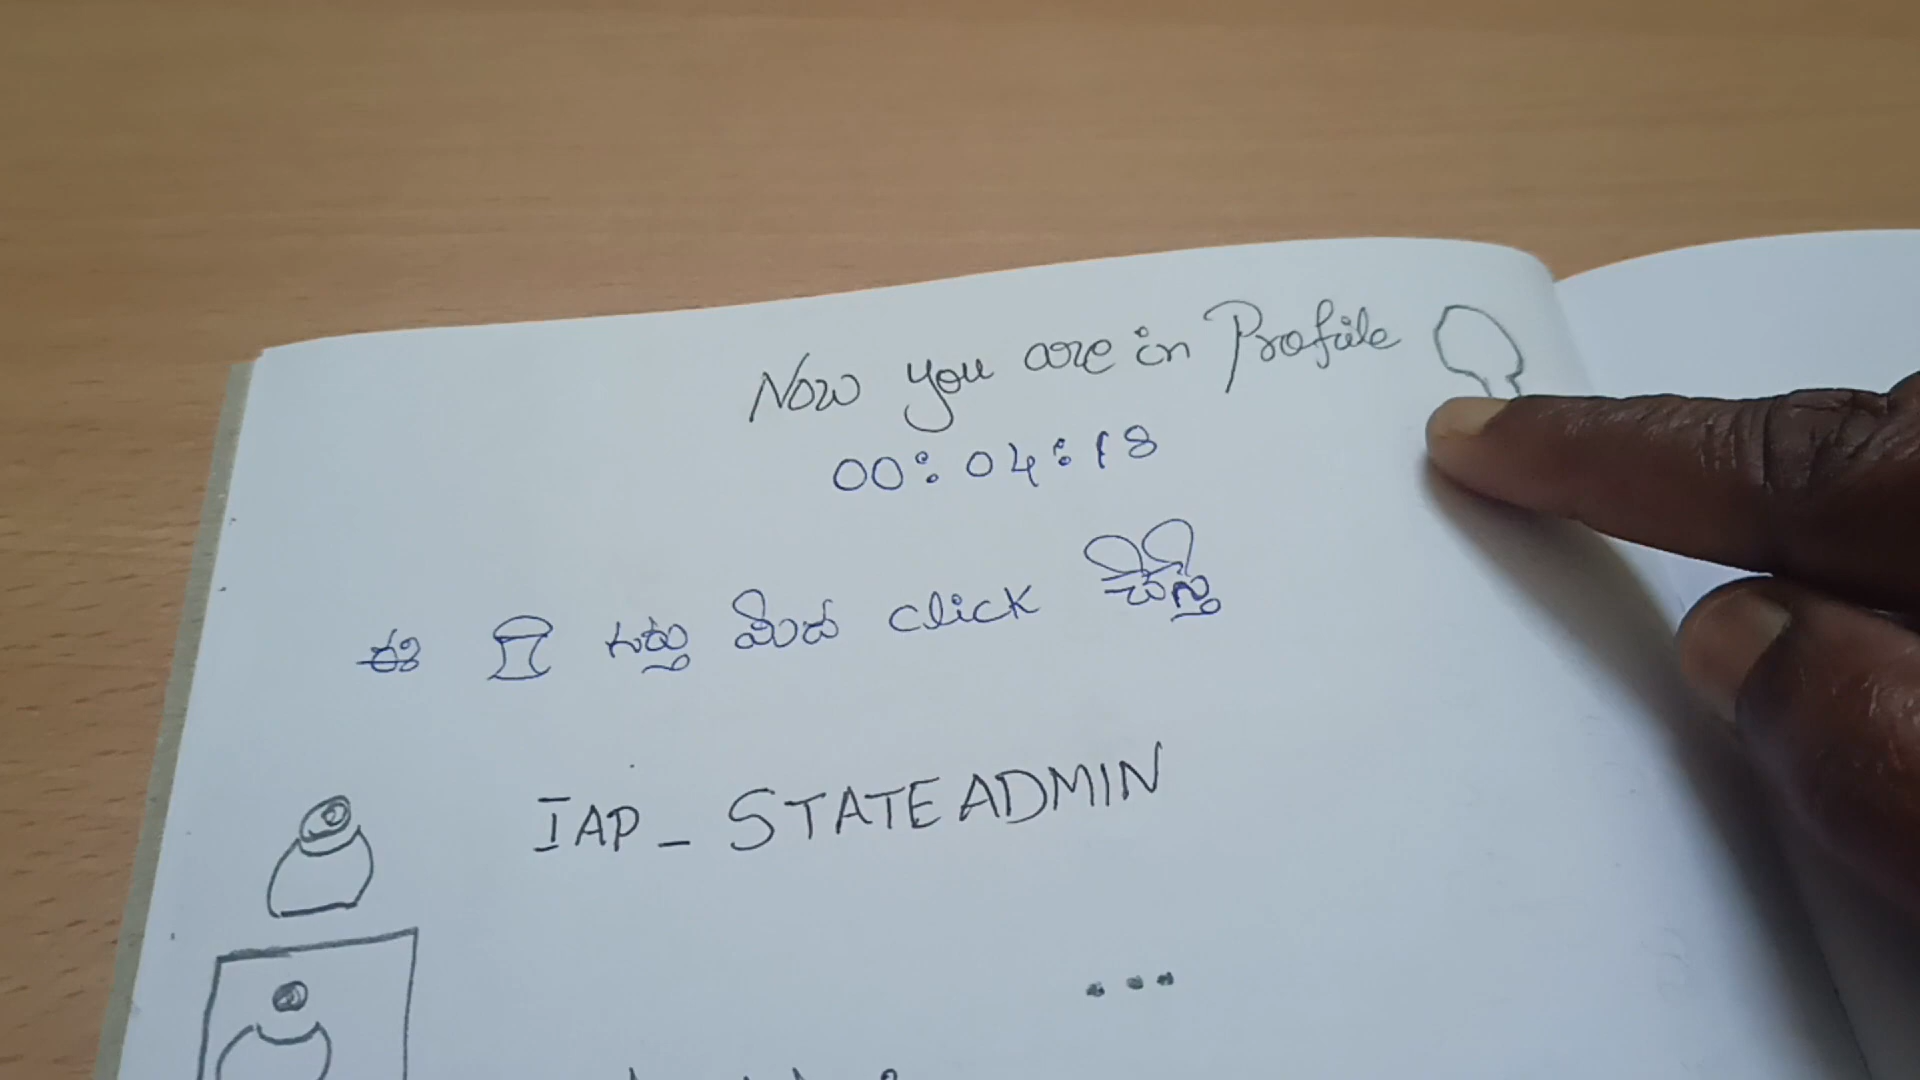 Now you are in Profile
00:04:18
ఈ గుర్తు మీద click చేస్తే
IAP_STATEADMIN
...